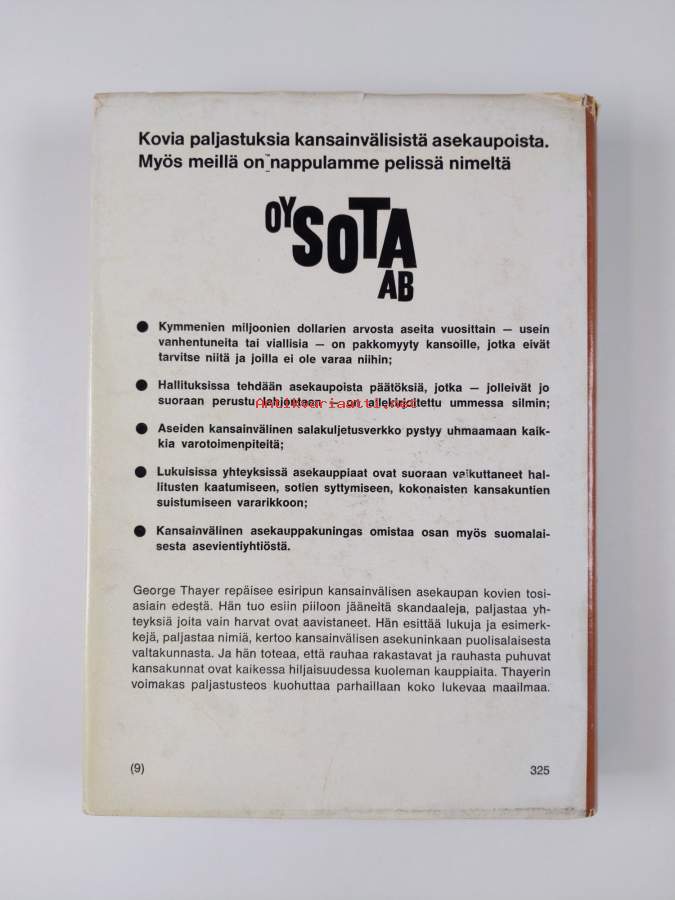 Kovia paljastuksia kansainvälisistä asekaupoista.
Myös meillä on nappulamme pelissä nimeltä
OY SOTA AB
● Kymmenien miljoonien dollarien arvosta aseita vuosittain — usein
vanhentuneita tai viallisia — on pakkomyyty kansoille, jotka eivät
tarvitse niitä ja joilla ei ole varaa niihin;
● Hallituksissa tehdään asekaupoista päätöksiä, jotka — jolleivät jo
suoraan perustu lahjontaan — on allekirjoitettu ummessa silmin;
Antikvariaatti.net
● Aseiden kansainvälinen salakuljetusverkko pystyy uhmaamaan kaik-
kia varotoimenpiteitä;
● Lukuisissa yhteyksissä asekauppiaat ovat suoraan vaikuttaneet hal-
litusten kaatumiseen, sotien syttymiseen, kokonaisten kansakuntien
suistumiseen vararikkoon;
● Kansainvälinen asekauppakuningas omistaa osan myös suomalai-
sesta asevientiyhtiöstä.
George Thayer repäisee esiripun kansainvälisen asekaupan kovien tosi-
asiain edestä. Hän tuo esiin piiloon jääneitä skandaaleja, paljastaa yh-
teyksiä joita vain harvat ovat aavistaneet. Hän esittää lukuja ja esimerk-
kejä, paljastaa nimiä, kertoo kansainvälisen asekuninkaan puolisalaisesta
valtakunnasta. Ja hän toteaa, että rauhaa rakastavat ja rauhasta puhuvat
kansakunnat ovat kaikessa hiljaisuudessa kuoleman kauppiaita. Thayerin
voimakas paljastusteos kuohuttaa parhaillaan koko lukevaa maailmaa.
(9)
325